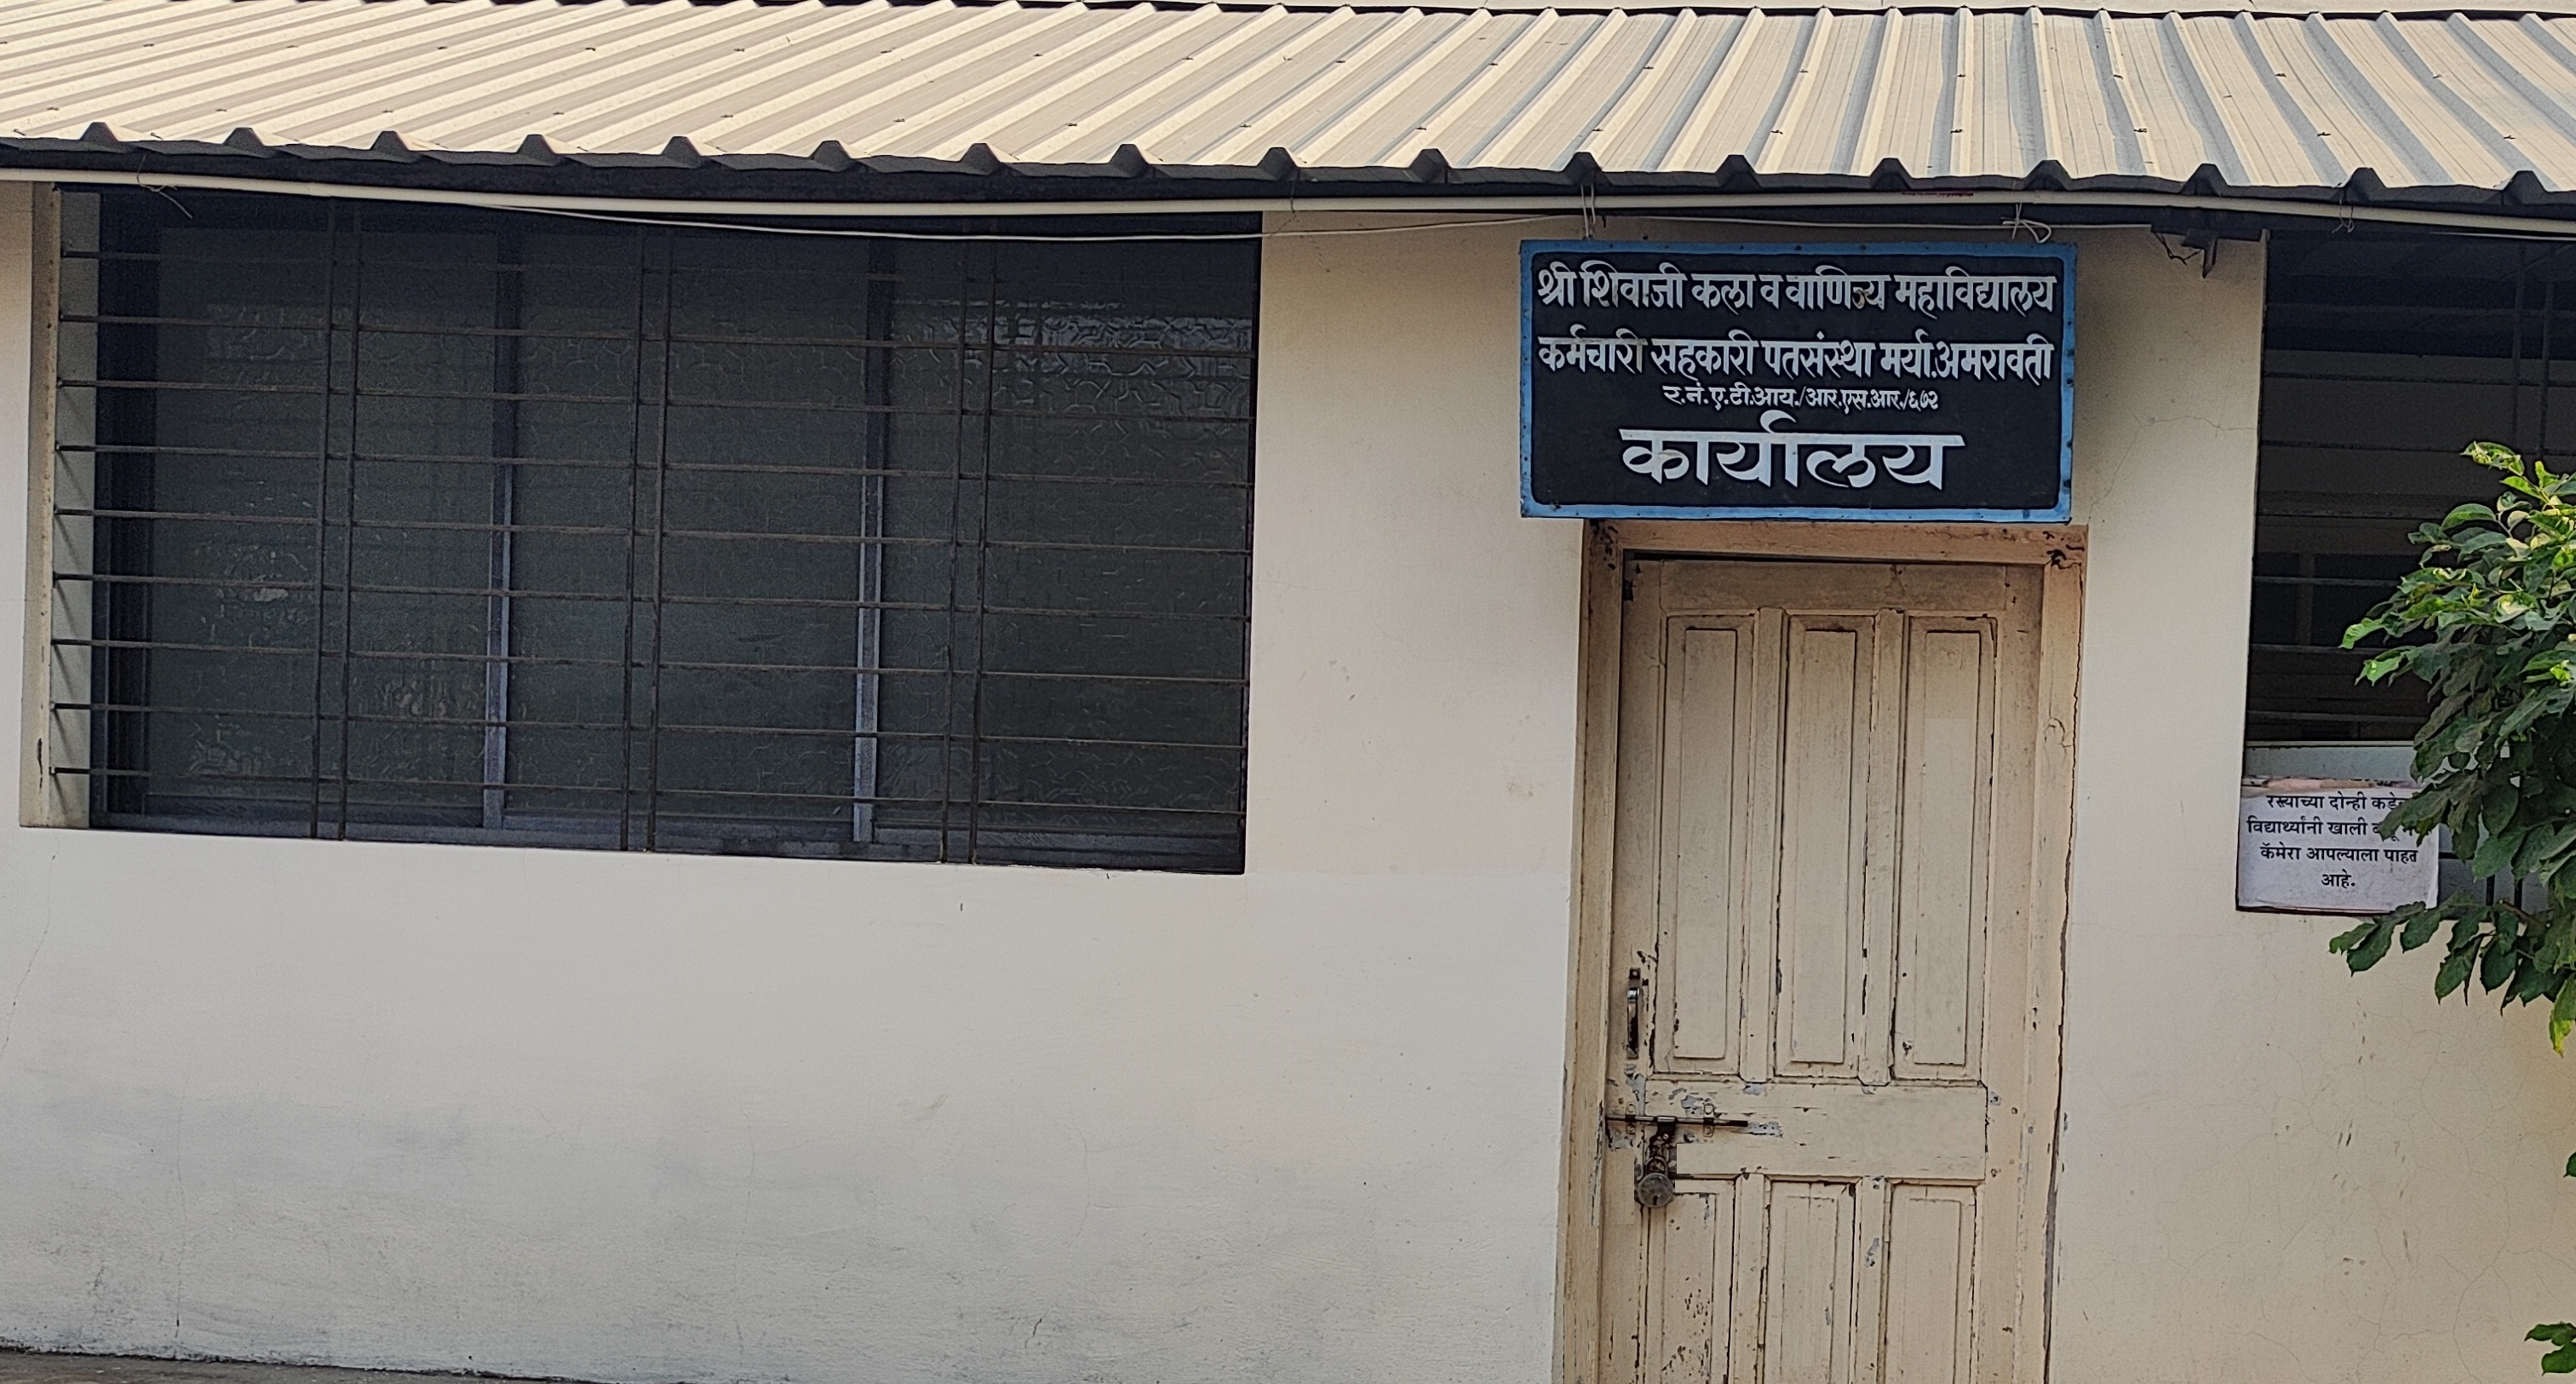 श्री शिवाजी कला व वाणिज्य महाविद्यालय
कर्मचारी सहकारी पतसंस्था मर्या.अमरावती
र.नं.ए.टी.आय./आर.एस.आर./६७२
कार्यालय
रस्याच्या दोन्ही
विद्यार्थ्यांनी खाली
कॅमेरा आपल्याला पाहत
आहे.